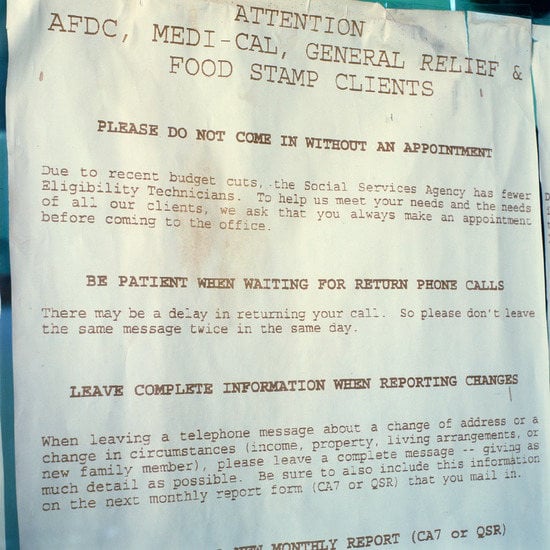 ATTENTION
AFDC, MEDI-CAL, GENERAL RELIEF &
FOOD STAMP CLIENTS
PLEASE DO NOT COME IN WITHOUT AN APPOINTMENT
Due to recent budget cuts, the Social Services Agency has fewer
Eligibility Technicians. To help us meet your needs and the needs
of all our clients, we ask that you always make an appointment
before coming to the office.
BE PATIENT WHEN WAITING FOR RETURN PHONE CALLS
There may be a delay in returning your call. So please don't leave
the same message twice in the same day.
LEAVE COMPLETE INFORMATION WHEN REPORTING CHANGES
When leaving a telephone message about a change of address or a
change in circumstances (income, property, living arrangements, or
new family member), please leave a complete message -- giving as
much detail as possible. Be sure to also include this information
on the next monthly report form (CA7 or QSR) that you mail in.
MONTHLY REPORT (CA7 or QSR)